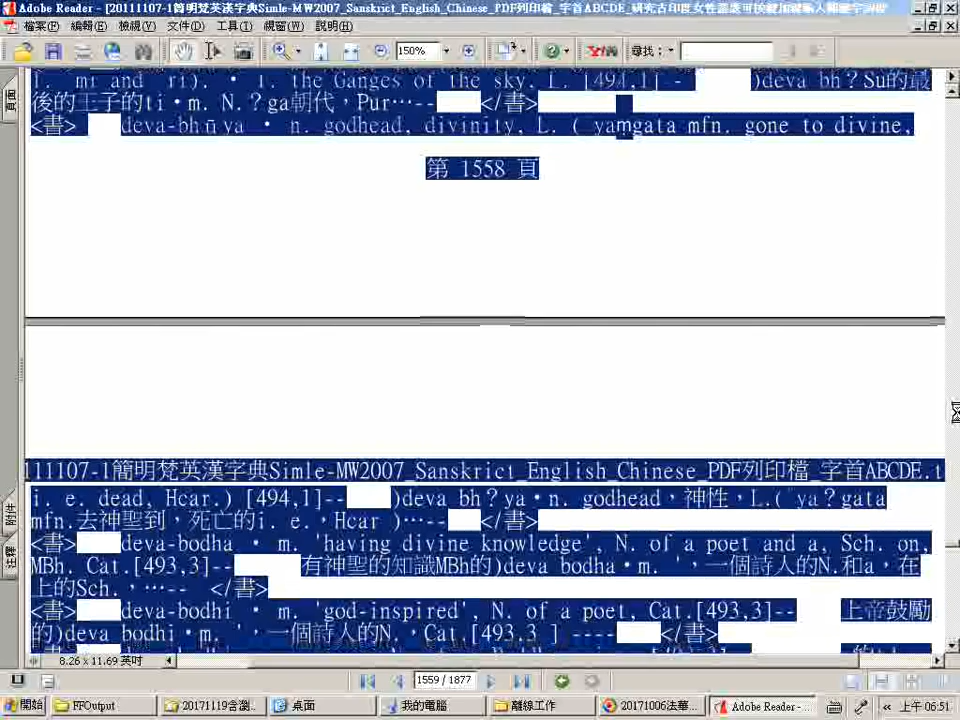 Adobe Reader - [20111107-1簡明梵英漢字典Simle-MW2007_Sanskrict_English_Chinese_PDF列印檔_字首ABCDE_研究古印度女性
檔案(F) 編輯(E) 檢視(V) 文件(D) 工具(T) 視窗(W) 說明(H)
150% 尋找:
頁面
f. mi and ri). • i. the Ganges of the sky, L. [494,1] -- )deva bh?Su的最
後的王子的ti•m. N.?ga朝代，Pur…-- </書>
<書> deva-bhūya • n. godhead, divinity, L. ( yaṃgata mfn. gone to divine,
第 1558 頁
111107-1簡明梵英漢字典Simle-MW2007_Sanskrict_English_Chinese_PDF列印檔_字首ABCDE.t
i. e. dead, Hcar.) [494,1]-- )deva bh?ya•n. godhead，神性，L.( ya?gata
mfn.去神聖到，死亡的i. e.，Hcar )…-- </書>
<書> deva-bodha • m. 'having divine knowledge', N. of a poet and a, Sch. on,
MBh. Cat.[493,3]-- 有神聖的知識MBh的)deva bodha•m. '，一個詩人的N.和a，在
上的Sch.，…-- </書>
<書> deva-bodhi • m. 'god-inspired', N. of a poet, Cat.[493,3]-- 上帝鼓勵
的)deva bodhi•m. '，一個詩人的N.，Cat.[493,3 ] ---- </書>
附件
注釋
8.26 x 11.69 英吋
1559 / 1877
開始 FFOutput 20171119含瀏... 桌面 我的電腦 離線工作 20171006法華... Adobe Reader - [... 上午 06:51